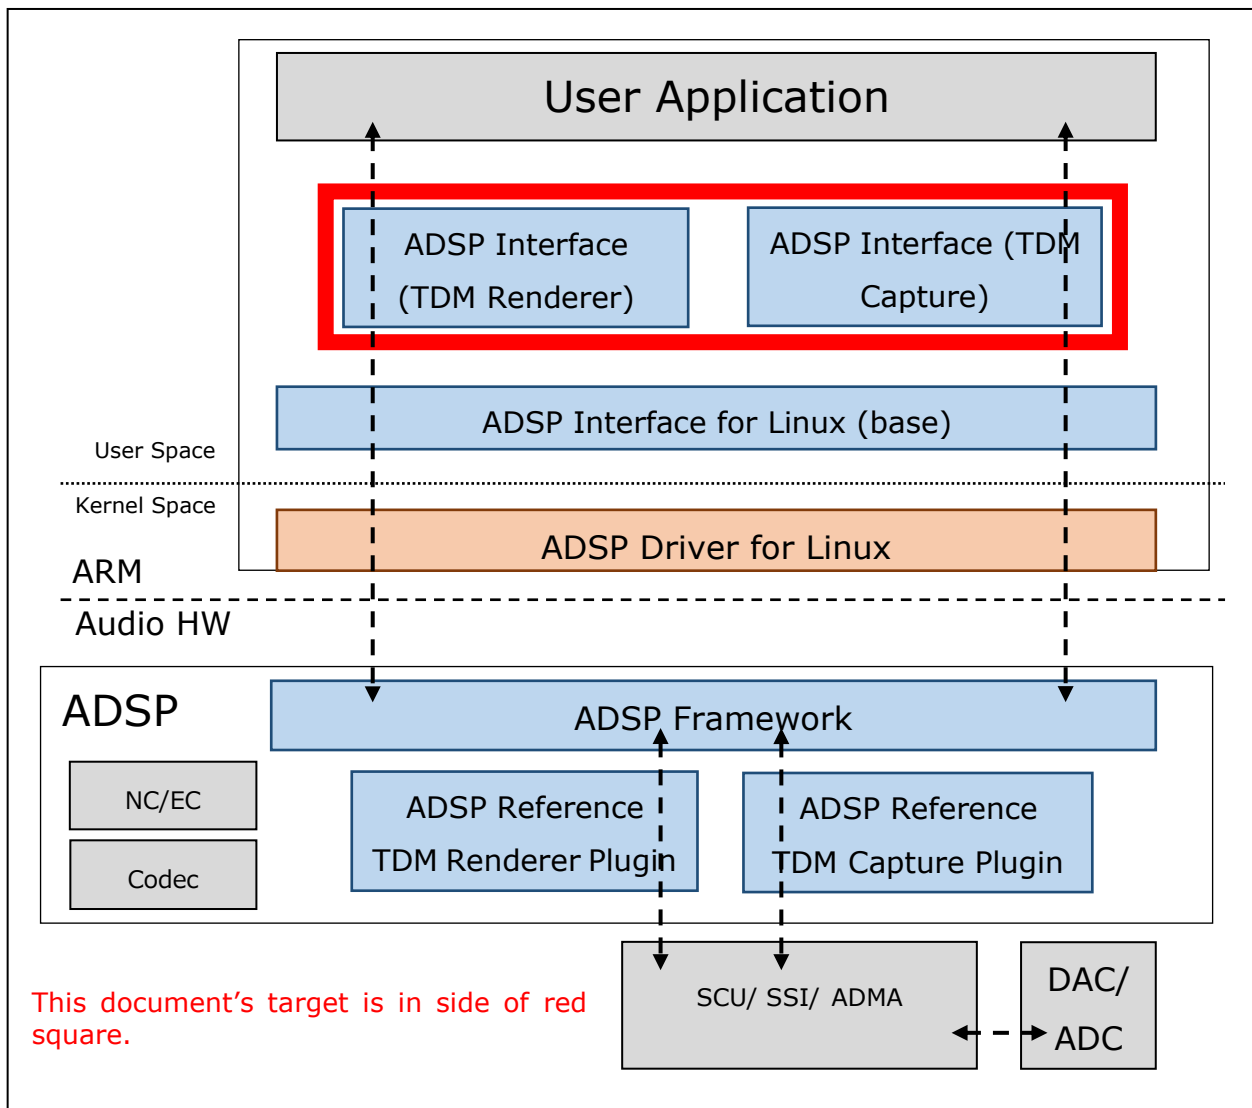 User Application
ADSP Interface
(TDM Renderer)
ADSP Interface (TDM
Capture)
ADSP Interface for Linux (base)
User Space
Kernel Space
ADSP Driver for Linux
ARM
Audio HW
ADSP
ADSP Framework
NC/EC
Codec
ADSP Reference
TDM Renderer Plugin
ADSP Reference
TDM Capture Plugin
SCU/ SSI/ ADMA
DAC/
ADC
This document’s target is in side of red
square.